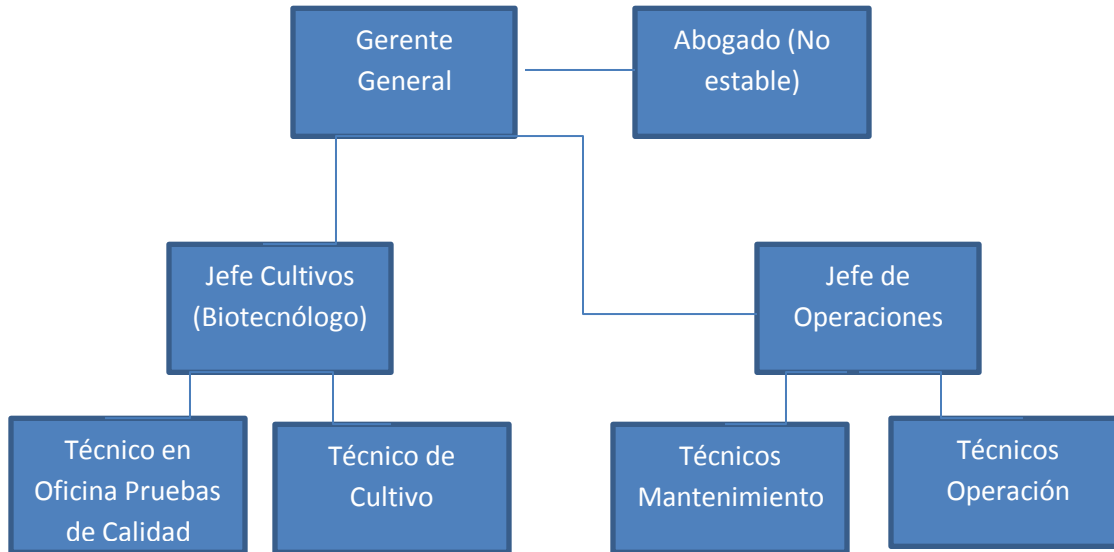 Gerente
General
Abogado (No
estable)
Jefe Cultivos
(Biotecnólogo)
Jefe de
Operaciones
Técnico en
Oficina Pruebas
de Calidad
Técnico de
Cultivo
Técnicos
Mantenimiento
Técnicos
Operación